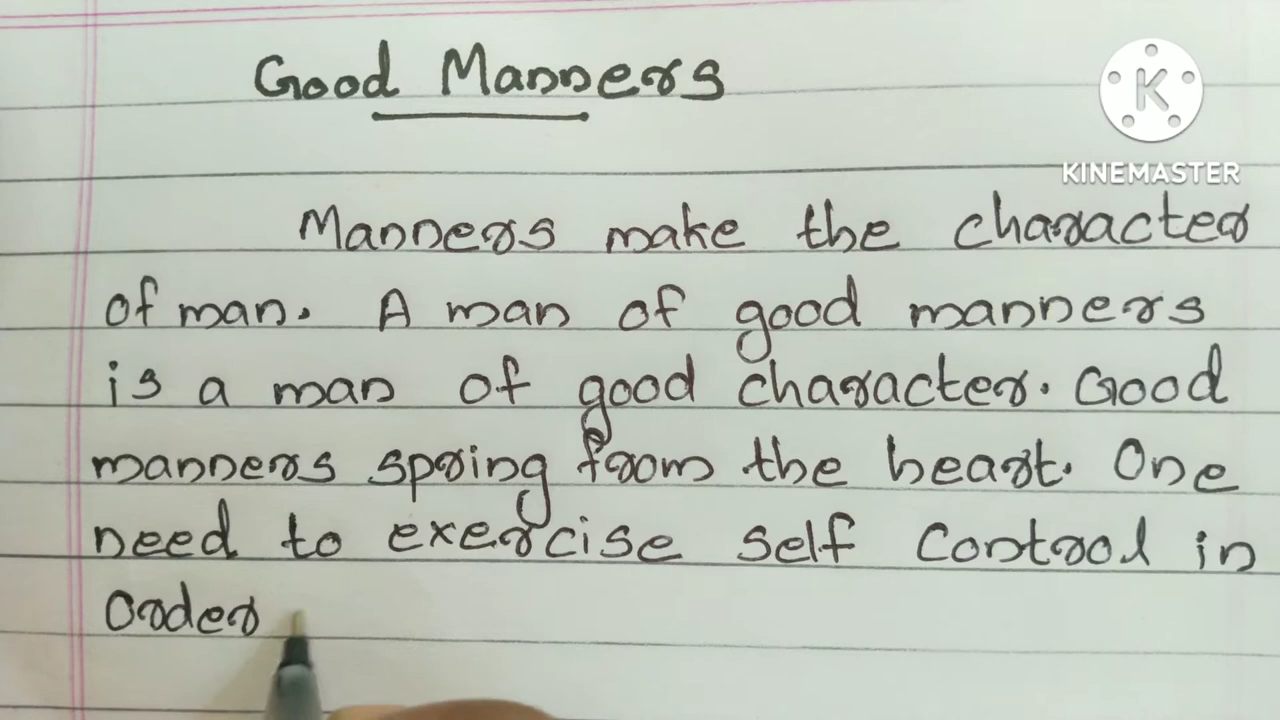 Good Manners
KINEMASTER
Manners make the character
of man. A man of good manners
is a man of good character. Good
manners spring from the heart. One
need to exercise self control in
Order